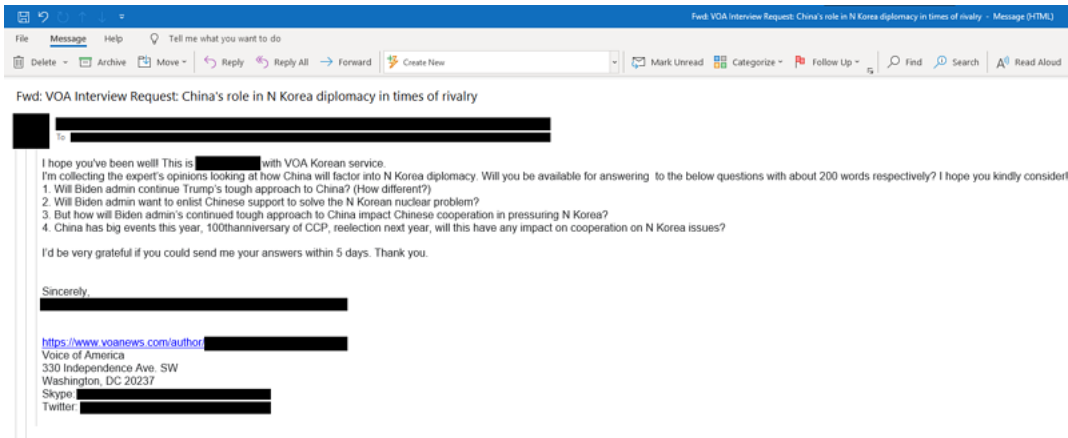 Fwd: VOA Interview Request: China's role in N Korea diplomacy in times of rivalry - Message (HTML)
File Message Help Tell me what you want to do
Delete Archive Move Reply Reply All Forward Create New Mark Unread Categorize Follow Up Find Search Read Aloud
Fwd: VOA Interview Request: China's role in N Korea diplomacy in times of rivalry
To
I hope you've been well! This is with VOA Korean service.
I'm collecting the expert's opinions looking at how China will factor into N Korea diplomacy. Will you be available for answering to the below questions with about 200 words respectively? I hope you kindly consider!
1. Will Biden admin continue Trump's tough approach to China? (How different?)
2. Will Biden admin want to enlist Chinese support to solve the N Korean nuclear problem?
3. But how will Biden admin's continued tough approach to China impact Chinese cooperation in pressuring N Korea?
4. China has big events this year, 100thanniversary of CCP, reelection next year, will this have any impact on cooperation on N Korea issues?
I'd be very grateful if you could send me your answers within 5 days. Thank you.
Sincerely,
https://www.voanews.com/author/
Voice of America
330 Independence Ave. SW
Washington, DC 20237
Skype:
Twitter: